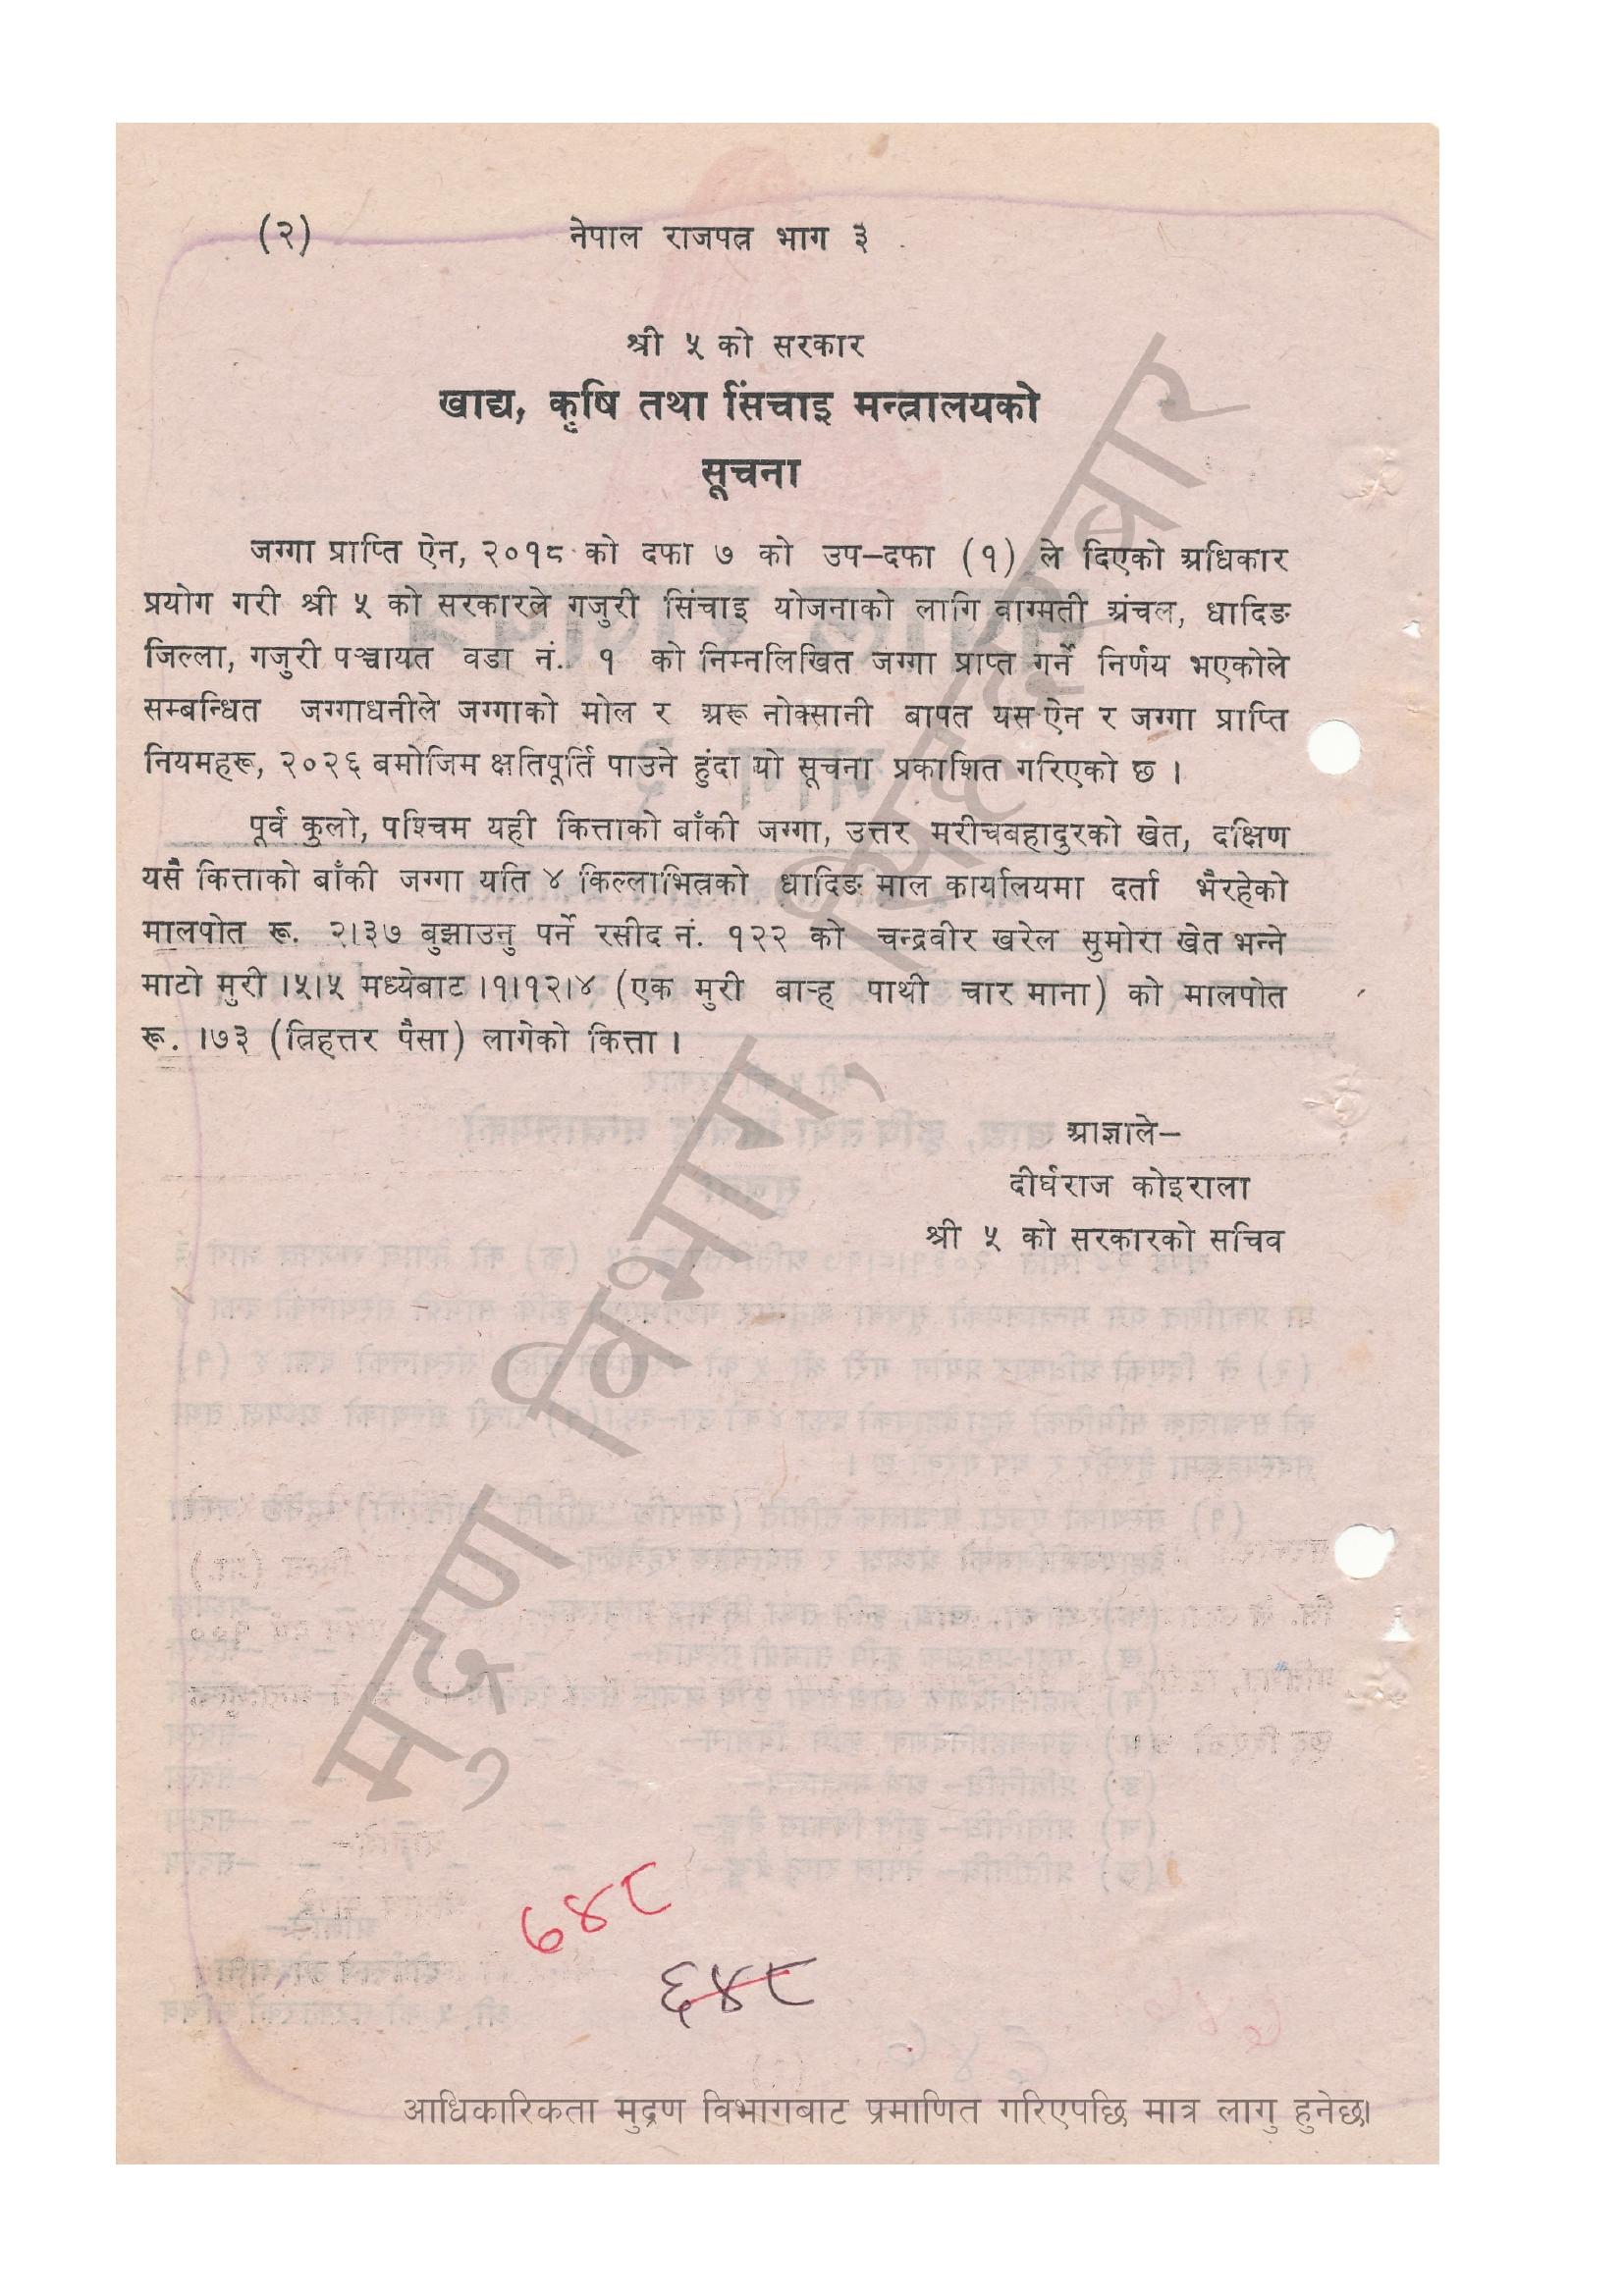 (२) नेपाल राजपत्र भाग ३
श्री ५ को सरकार
खाद्य, कृषि तथा सिंचाइ मन्त्रालयको
सूचना
जग्गा प्राप्ति ऐन, २०१८ को दफा ७ को उप–दफा (१) ले दिएको अधिकार
प्रयोग गरी श्री ५ को सरकारले गजुरी सिंचाइ योजनाको लागि वाग्मती अंचल, धादिङ
जिल्ला, गजुरी पञ्चायत वडा नं. १ को निम्नलिखित जग्गा प्राप्त गर्ने निर्णय भएकोले
सम्बन्धित जग्गाधनीले जग्गाको मोल र अरू नोक्सानी बापत यस ऐन र जग्गा प्राप्ति
नियमहरू, २०२६ बमोजिम क्षतिपूर्ति पाउने हुंदा यो सूचना प्रकाशित गरिएको छ ।
पूर्व कुलो, पश्चिम यही कित्ताको बाँकी जग्गा, उत्तर मरीचबहादुरको खेत, दक्षिण
यसै कित्ताको बाँकी जग्गा यति ४ किल्लाभित्रको धादिङ माल कार्यालयमा दर्ता भैरहेको
मालपोत रू. २।३७ बुझाउनु पर्ने रसीद नं. १२२ को चन्द्रवीर खरेल सुमोरा खेत भन्ने
माटो मुरी ।५।५ मध्येबाट ।१।१२।४ (एक मुरी बाऱ्ह पाथी चार माना) को मालपोत
रू. ।७३ (त्रिहत्तर पैसा) लागेको कित्ता ।
आज्ञाले–
दीर्घराज कोइराला
श्री ५ को सरकारको सचिव
मुद्रण विभाग, सिंहदरबार
७४८
६४८
आधिकारिकता मुद्रण विभागबाट प्रमाणित गरिएपछि मात्र लागु हुनेछ।